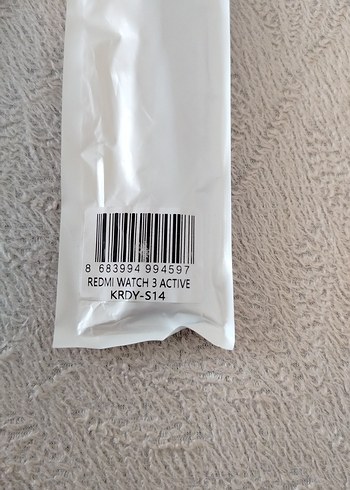 8 683994 994597
REDMI WATCH 3 ACTIVE
KRDY-S14